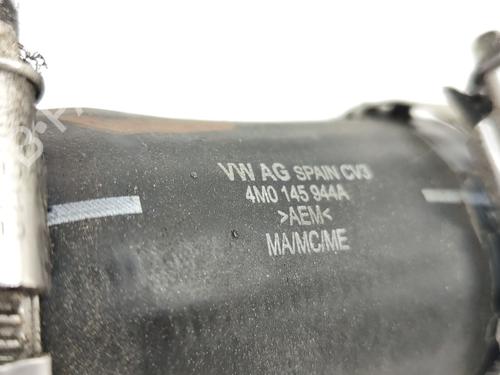 VW AG SPAIN CV3
4M0 145 944A
>AEM<
MA/MC/ME